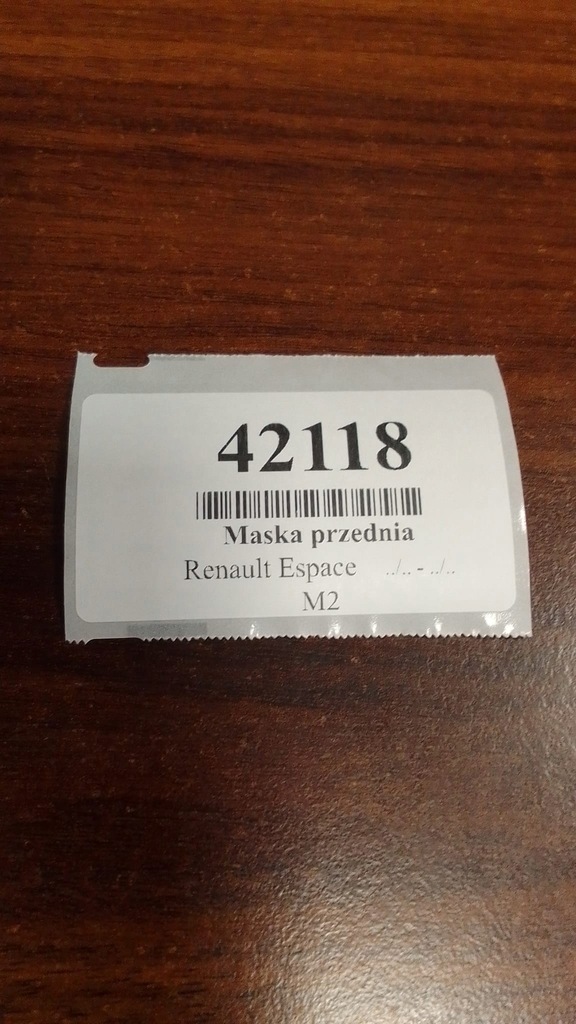 42118
Maska przednia
Renault Espace ../.. - ../..
M2